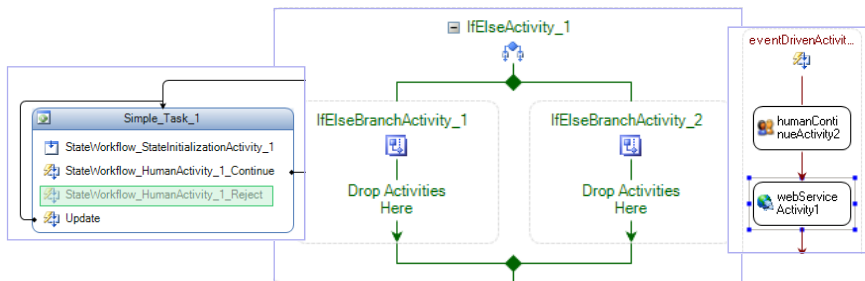 Simple_Task_1
StateWorkflow_StateInitializationActivity_1
StateWorkflow_HumanActivity_1_Continue
StateWorkflow_HumanActivity_1_Reject
Update
IfElseActivity_1
IfElseBranchActivity_1
Drop Activities
Here
IfElseBranchActivity_2
Drop Activities
Here
eventDrivenActivit...
humanConti
nueActivity2
webService
Activity1